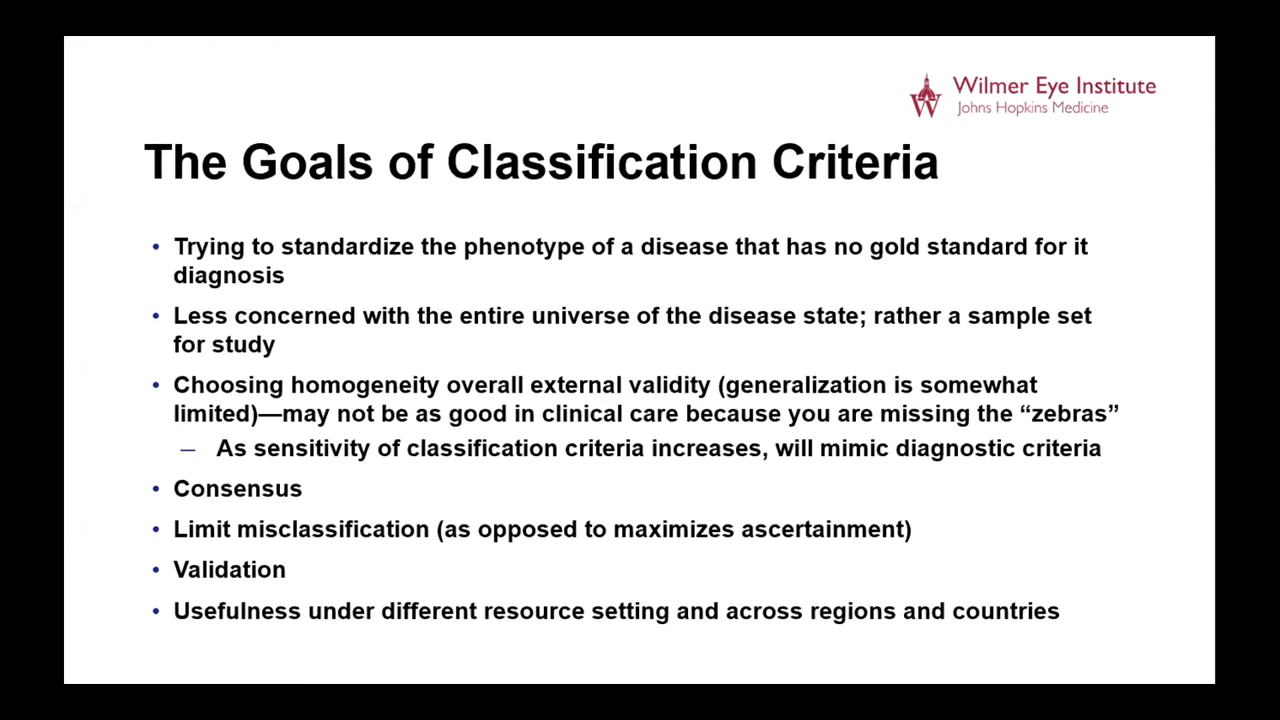 Wilmer Eye Institute
Johns Hopkins Medicine
The Goals of Classification Criteria
• Trying to standardize the phenotype of a disease that has no gold standard for it
diagnosis
• Less concerned with the entire universe of the disease state; rather a sample set
for study
• Choosing homogeneity overall external validity (generalization is somewhat
limited)—may not be as good in clinical care because you are missing the “zebras”
– As sensitivity of classification criteria increases, will mimic diagnostic criteria
• Consensus
• Limit misclassification (as opposed to maximizes ascertainment)
• Validation
• Usefulness under different resource setting and across regions and countries